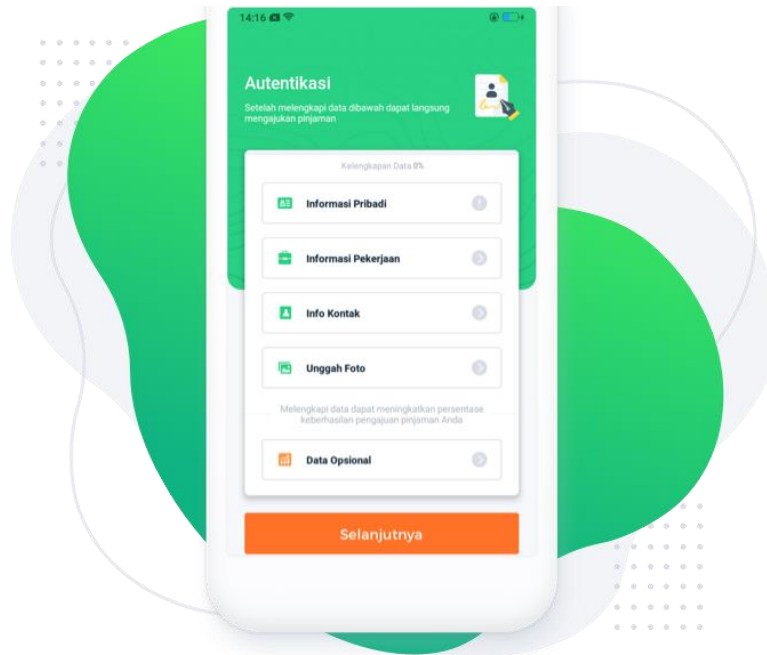 14:16
Autentikasi
Setelah melengkapi data dibawah dapat langsung
mengajukan pinjaman
Kelengkapan Data 0%
Informasi Pribadi
Informasi Pekerjaan
Info Kontak
Unggah Foto
Melengkapi data dapat meningkatkan persentase
keberhasilan pengajuan pinjaman Anda
Data Opsional
Selanjutnya